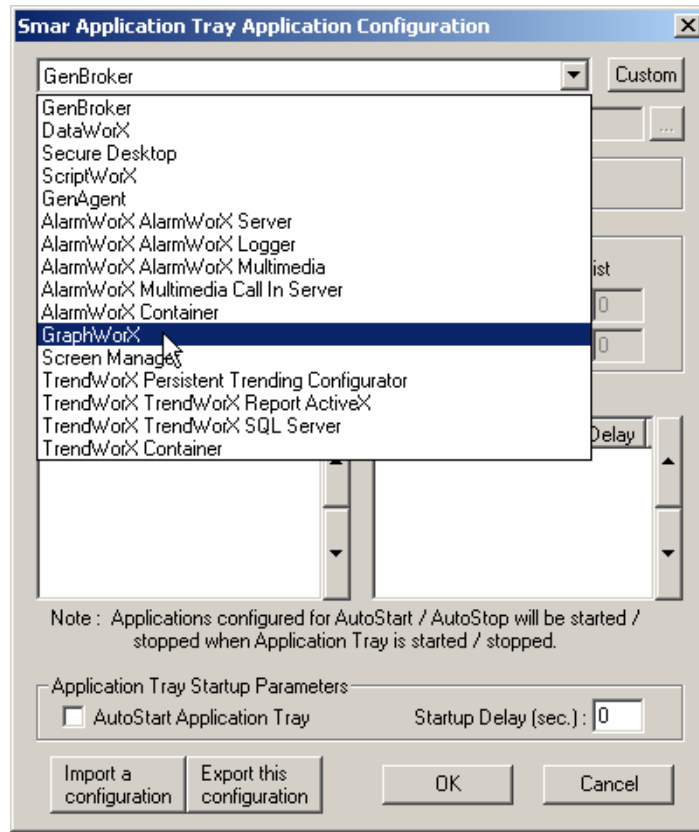 Smar Application Tray Application Configuration
GenBroker
Custom
...
GenBroker
DataWorX
Secure Desktop
ScriptWorX
GenAgent
AlarmWorX AlarmWorX Server
AlarmWorX AlarmWorX Logger
AlarmWorX AlarmWorX Multimedia
ist
AlarmWorX Multimedia Call In Server
0
AlarmWorX Container
GraphWorX
0
Screen Manager
TrendWorX Persistent Trending Configurator
TrendWorX TrendWorX Report ActiveX
TrendWorX TrendWorX SQL Server
Delay
TrendWorX Container
Note : Applications configured for AutoStart / AutoStop will be started /
stopped when Application Tray is started / stopped.
Application Tray Startup Parameters
AutoStart Application Tray
Startup Delay (sec.) : 0
Import a
configuration
Export this
configuration
OK
Cancel